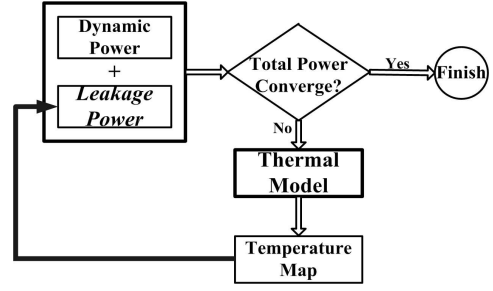 Dynamic
Power
+
Leakage
Power
Total Power
Converge?
Yes
Finish
No
Thermal
Model
Temperature
Map